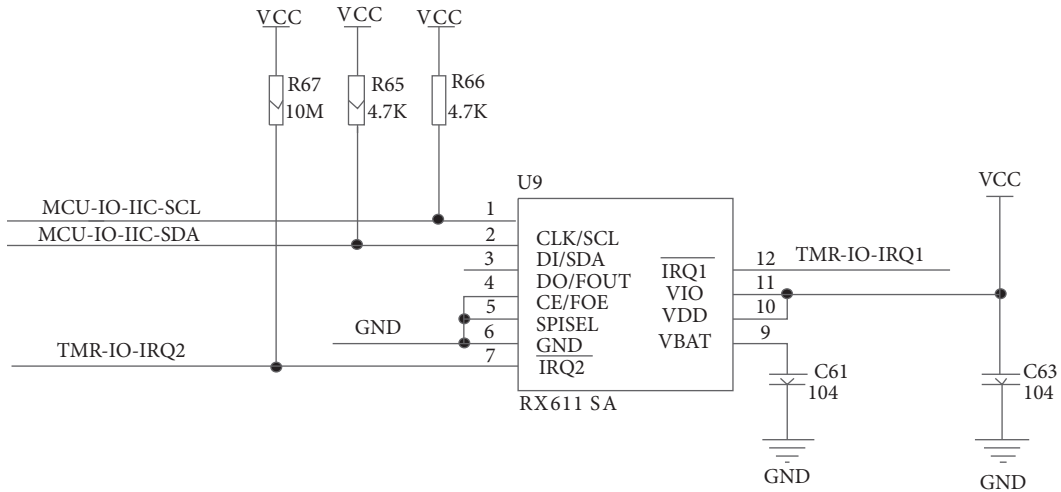 VCC
VCC
VCC
R67
10M
R65
4.7K
R66
4.7K
U9
VCC
MCU-IO-IIC-SCL
1
MCU-IO-IIC-SDA
2
3
4
5
6
7
GND
TMR-IO-IRQ2
CLK/SCL
DI/SDA
DO/FOUT
CE/FOE
SPISEL
GND
IRQ2
IRQ1
VIO
VDD
VBAT
12
11
10
9
TMR-IO-IRQ1
RX611 SA
C61
104
C63
104
GND
GND